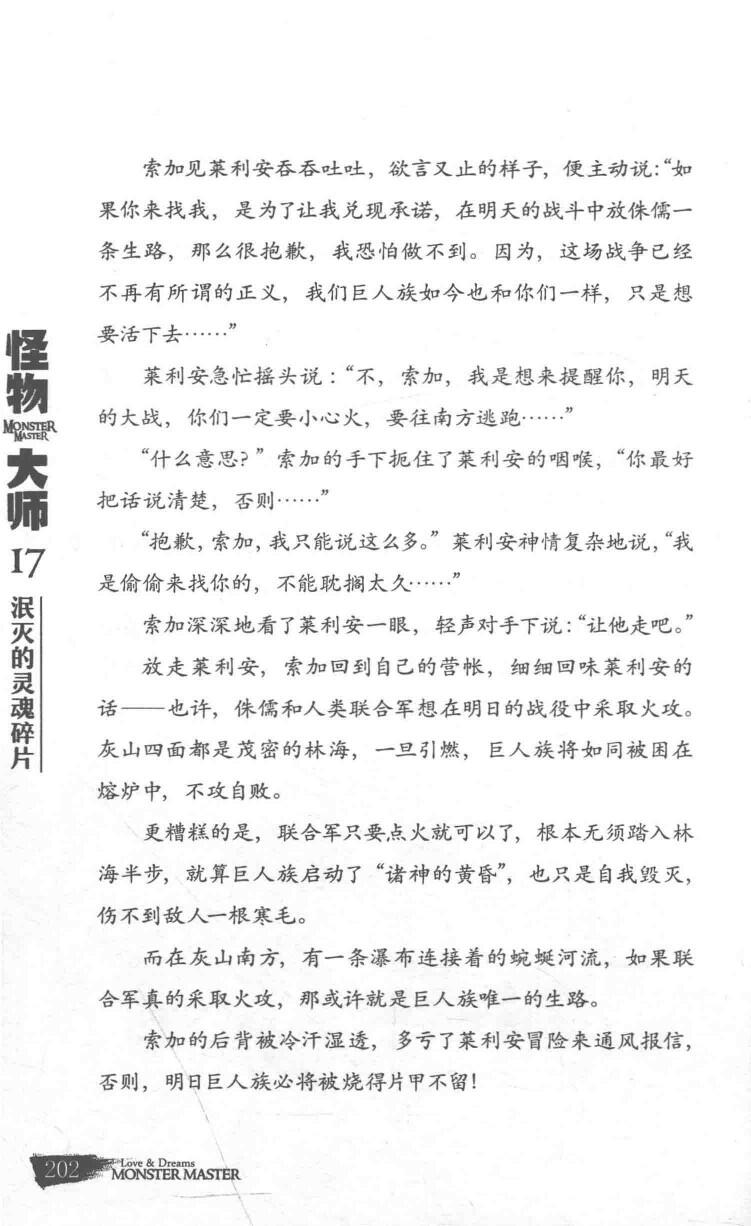 索加见莱利安吞吞吐吐，欲言又止的样子，便主动说：“如
果你来找我，是为了让我兑现承诺，在明天的战斗中放侏儒一
条生路，那么很抱歉，我恐怕做不到。因为，这场战争已经
不再有所谓的正义，我们巨人族如今也和你们一样，只是想
要活下去……”
莱利安急忙摇头说：“不，索加，我是想来提醒你，明天
的大战，你们一定要小心火，要往南方逃跑……”
“什么意思？”索加的手下扼住了莱利安的咽喉，“你最好
把话说清楚，否则……”
“抱歉，索加，我只能说这么多。”莱利安神情复杂地说，“我
是偷偷来找你的，不能耽搁太久……”
索加深深地看了莱利安一眼，轻声对手下说：“让他走吧。”
放走莱利安，索加回到自己的营帐，细细回味莱利安的
话——也许，侏儒和人类联合军想在明日的战役中采取火攻。
灰山四面都是茂密的林海，一旦引燃，巨人族将如同被困在
熔炉中，不攻自败。
更糟糕的是，联合军只要点火就可以了，根本无须踏入林
海半步，就算巨人族启动了“诸神的黄昏”，也只是自我毁灭，
伤不到敌人一根寒毛。
而在灰山南方，有一条瀑布连接着的蜿蜒河流，如果联
合军真的采取火攻，那或许就是巨人族唯一的生路。
索加的后背被冷汗湿透，多亏了莱利安冒险来通风报信，
否则，明日巨人族必将被烧得片甲不留！
怪物
MONSTER
MASTER
大师
17
泯灭的灵魂碎片
202
Love & Dreams
MONSTER MASTER